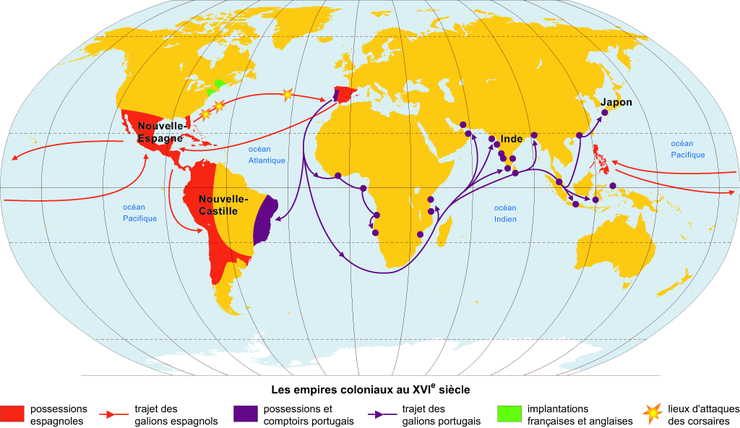 Japon
Nouvelle-
Espagne
Inde
océan
Atlantique
océan
Pacifique
Nouvelle-
Castille
océan
Pacifique
océan
Indien
Les empires coloniaux au XVIe siècle
possessions
espagnoles
trajet des
galions espagnols
possessions et
comptoirs portugais
trajet des
galions portugais
implantations
françaises et anglaises
lieux d'attaques
des corsaires